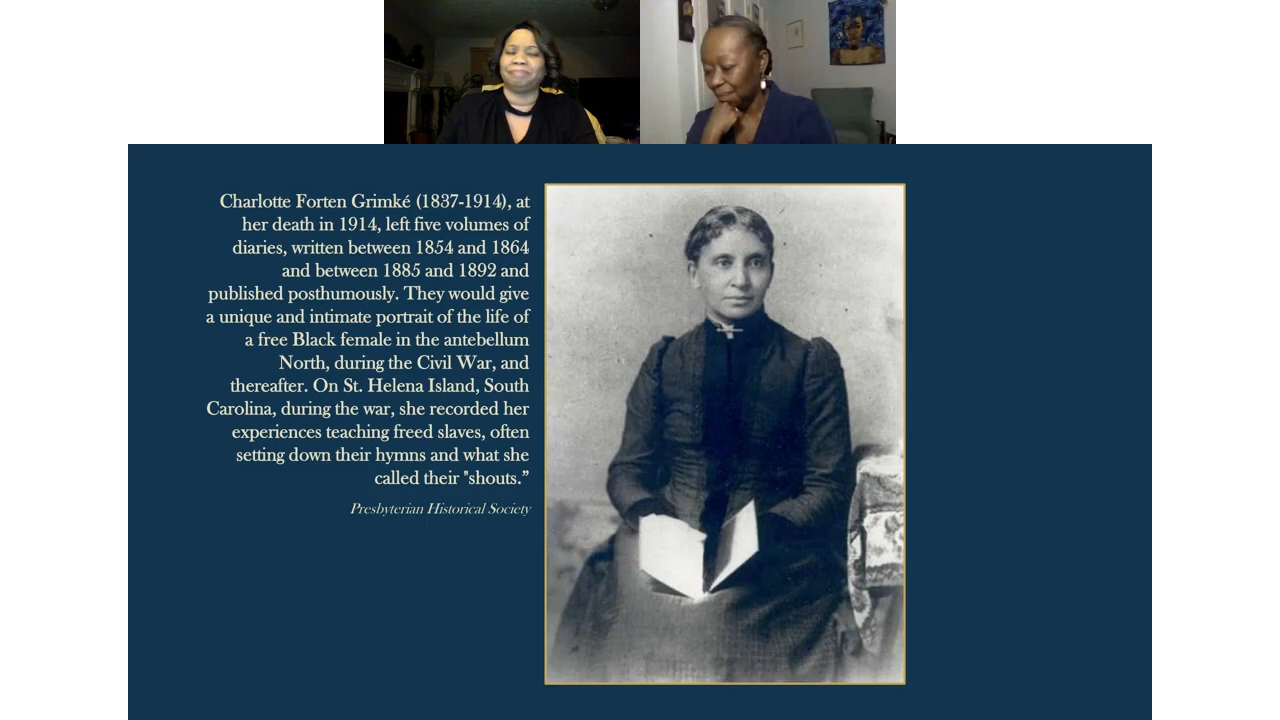 Charlotte Forten Grimké (1837-1914), at
her death in 1914, left five volumes of
diaries, written between 1854 and 1864
and between 1885 and 1892 and
published posthumously. They would give
a unique and intimate portrait of the life of
a free Black female in the antebellum
North, during the Civil War, and
thereafter. On St. Helena Island, South
Carolina, during the war, she recorded her
experiences teaching freed slaves, often
setting down their hymns and what she
called their "shouts.”
Presbyterian Historical Society